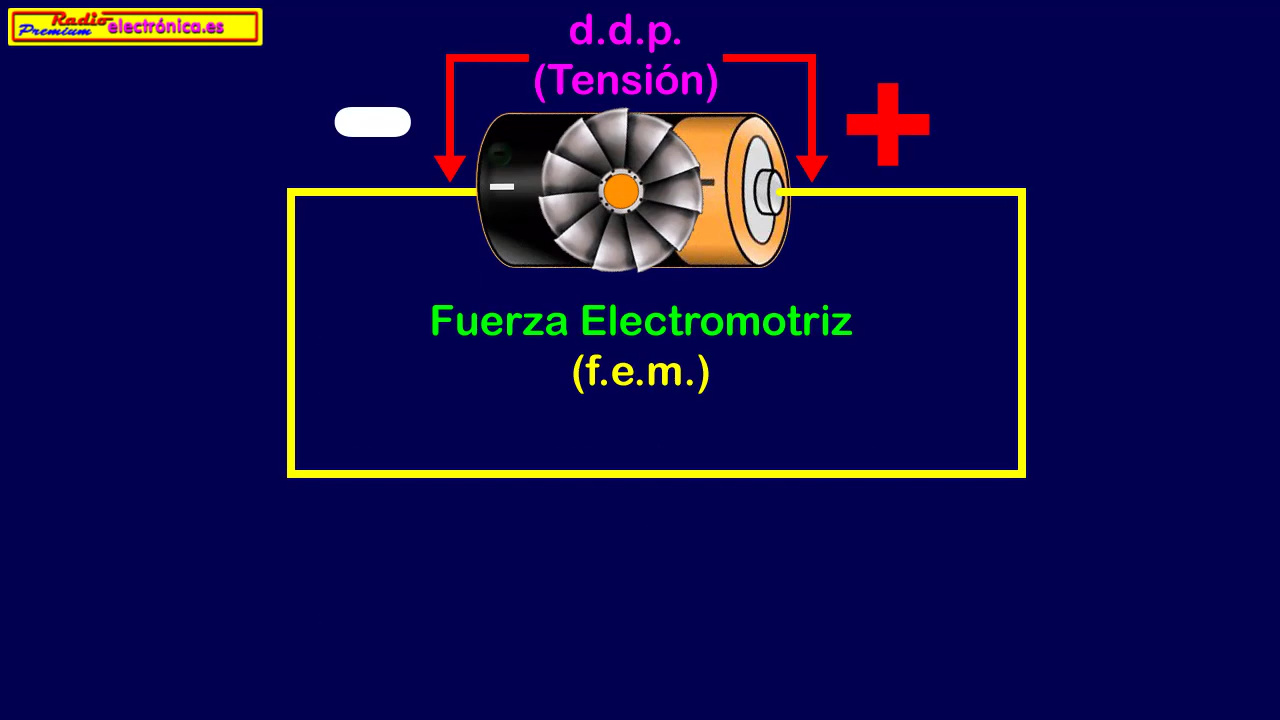 Radio
Premium electrónica.es
d.d.p.
(Tensión)
Fuerza Electromotriz
(f.e.m.)